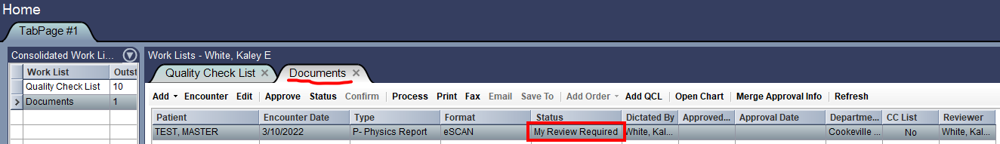 Home
TabPage #1
Consolidated Work Li...
Work Lists - White, Kaley E
Quality Check List
Documents
Work List Outst
Quality Check List 10
Documents 1
Add Encounter Edit Approve Status Confirm Process Print Fax Email Save To Add Order Add QCL Open Chart Merge Approval Info Refresh
Patient Encounter Date Type Format Status Dictated By Approved... Approval Date Departme... CC List Reviewer
TEST, MASTER 3/10/2022 P- Physics Report eSCAN My Review Required White, Kal... Cookeville ... No White, Kale...